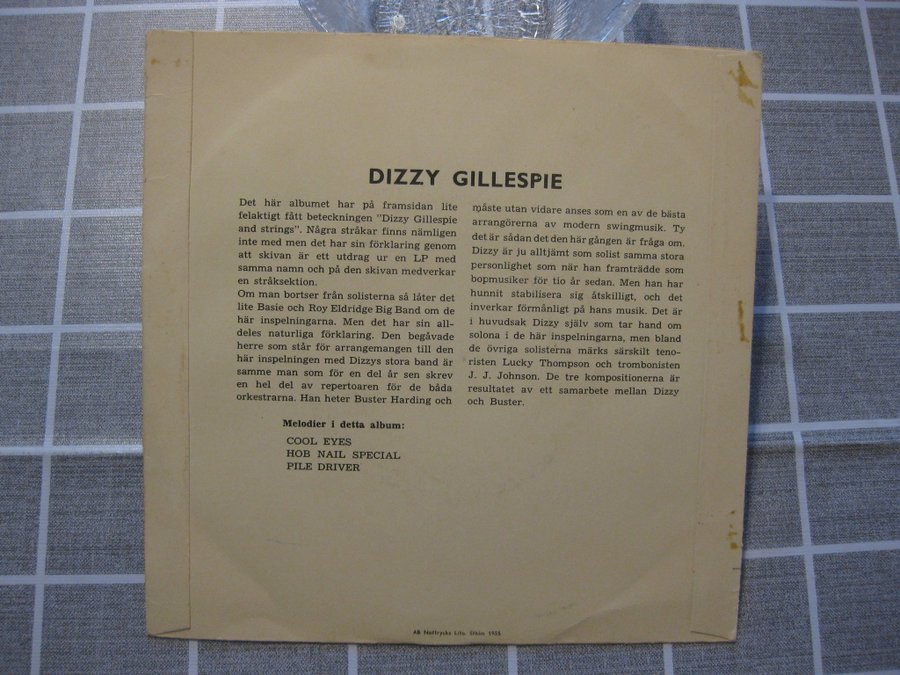 DIZZY GILLESPIE
Det här albumet har på framsidan lite
felaktigt fått beteckningen "Dizzy Gillespie
and strings". Några stråkar finns nämligen
inte med men det har sin förklaring genom
att skivan är ett utdrag ur en LP med
samma namn och på den skivan medverkar
en stråksektion.
Om man bortser från solisterna så låter det
lite Basie och Roy Eldridge Big Band om de
här inspelningarna. Men det har sin all-
deles naturliga förklaring. Den begåvade
herre som står för arrangemangen till den
här inspelningen med Dizzys stora band är
samme man som för en del år sen skrev
en hel del av repertoaren för de båda
orkestrarna. Han heter Buster Harding och
måste utan vidare anses som en av de bästa
arrangörerna av modern swingmusik. Ty
det är sådan det den här gången är fråga om.
Dizzy är ju alltjämt som solist samma stora
personlighet som när han framträdde som
bopmusiker för tio år sedan. Men han har
hunnit stabilisera sig åtskilligt, och det
inverkar förmånligt på hans musik. Det är
i huvudsak Dizzy själv som tar hand om
solona i de här inspelningarna, men bland
de övriga solisterna märks särskilt teno-
risten Lucky Thompson och trombonisten
J. J. Johnson. De tre kompositionerna är
resultatet av ett samarbete mellan Dizzy
och Buster.
Melodier i detta album:
COOL EYES
HOB NAIL SPECIAL
PILE DRIVER
AB Lito. Sthlm 1955